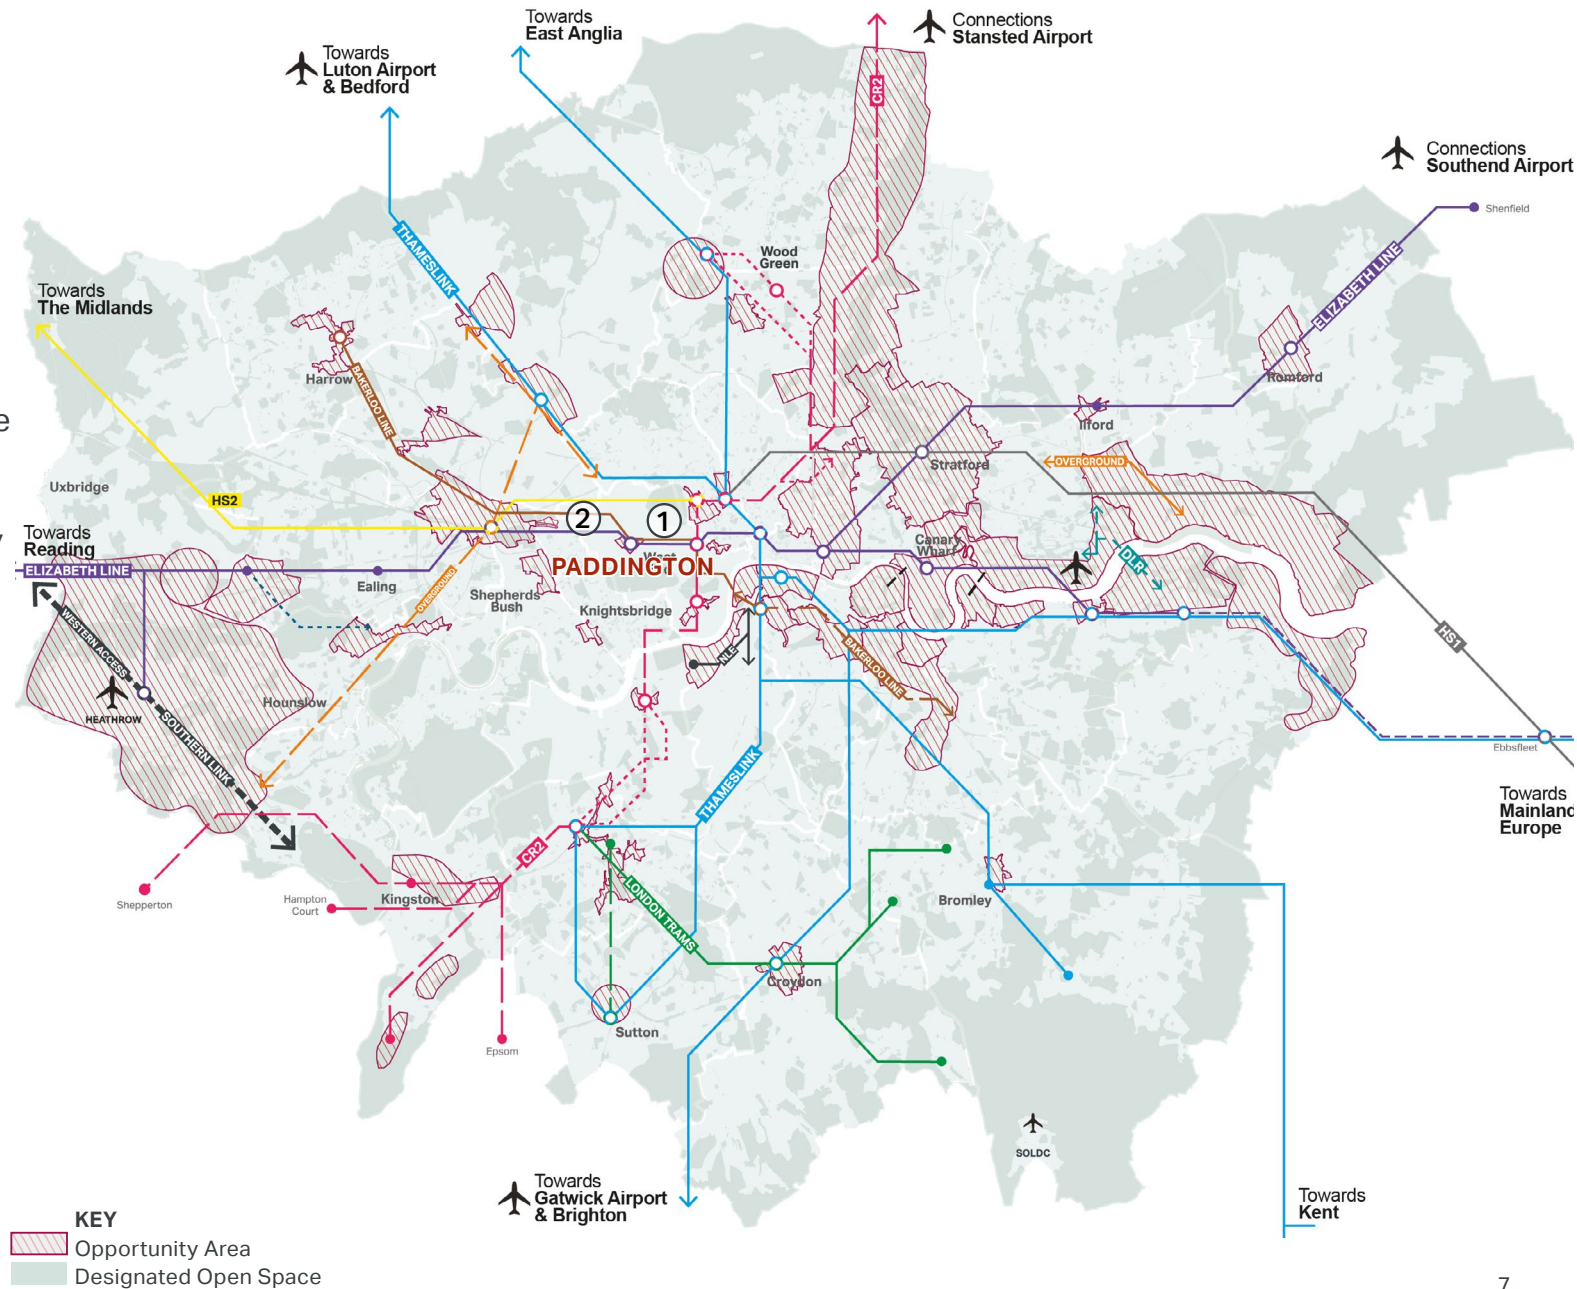 Towards
East Anglia
Connections
Stansted Airport
Towards
Luton Airport
& Bedford
CR2
Connections
Southend Airport
Shenfield
THAMESLINK
ELIZABETH LINE
Wood
Green
Towards
The Midlands
BAKERLOO LINE
Harrow
Romford
Ilford
e
Stratford
OVERGROUND
Uxbridge
HS2
2
1
y
Towards
Reading
Canary
Wharf
West
PADDINGTON
DLR
ELIZABETH LINE
Ealing
OVERGROUND
Shepherds
Bush
Knightsbridge
HS1
WESTERN ACCESS
NLE
BAKERLOO LINE
HEATHROW
Hounslow
SOUTHERN LINK
Ebbsfleet
THAMESLINK
Towards
Mainland
Europe
CR2
Shepperton
Hampton
Court
Kingston
LONDON TRAMS
Bromley
Croydon
Sutton
Epsom
SOLDC
Towards
Gatwick Airport
& Brighton
Towards
Kent
KEY
Opportunity Area
Designated Open Space
7